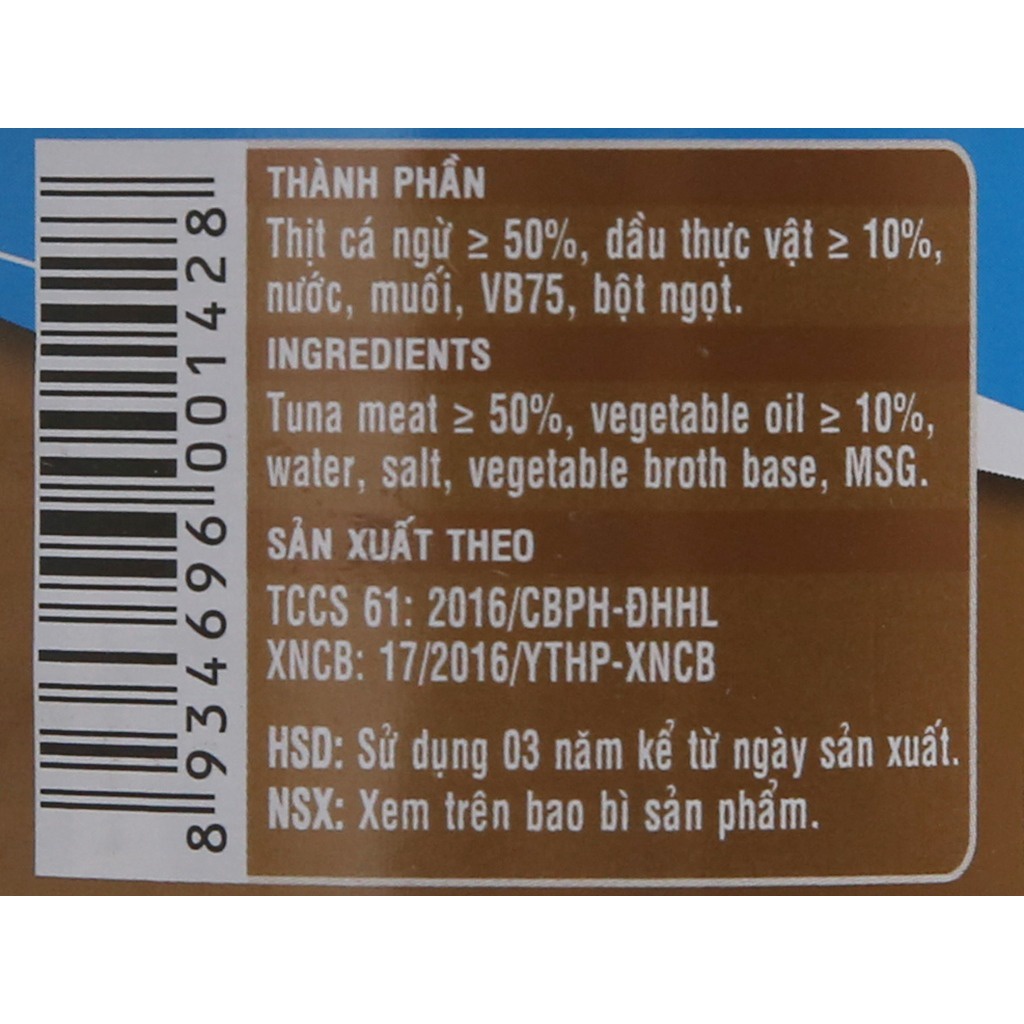 THÀNH PHẦN
Thịt cá ngừ ≥ 50%, dầu thực vật ≥ 10%,
nước, muối, VB75, bột ngọt.
INGREDIENTS
Tuna meat ≥ 50%, vegetable oil ≥ 10%,
water, salt, vegetable broth base, MSG.
SẢN XUẤT THEO
TCCS 61: 2016/CBPH-ĐHHL
XNCB: 17/2016/YTHP-XNCB
HSD: Sử dụng 03 năm kể từ ngày sản xuất.
NSX: Xem trên bao bì sản phẩm.
8 934696 001428